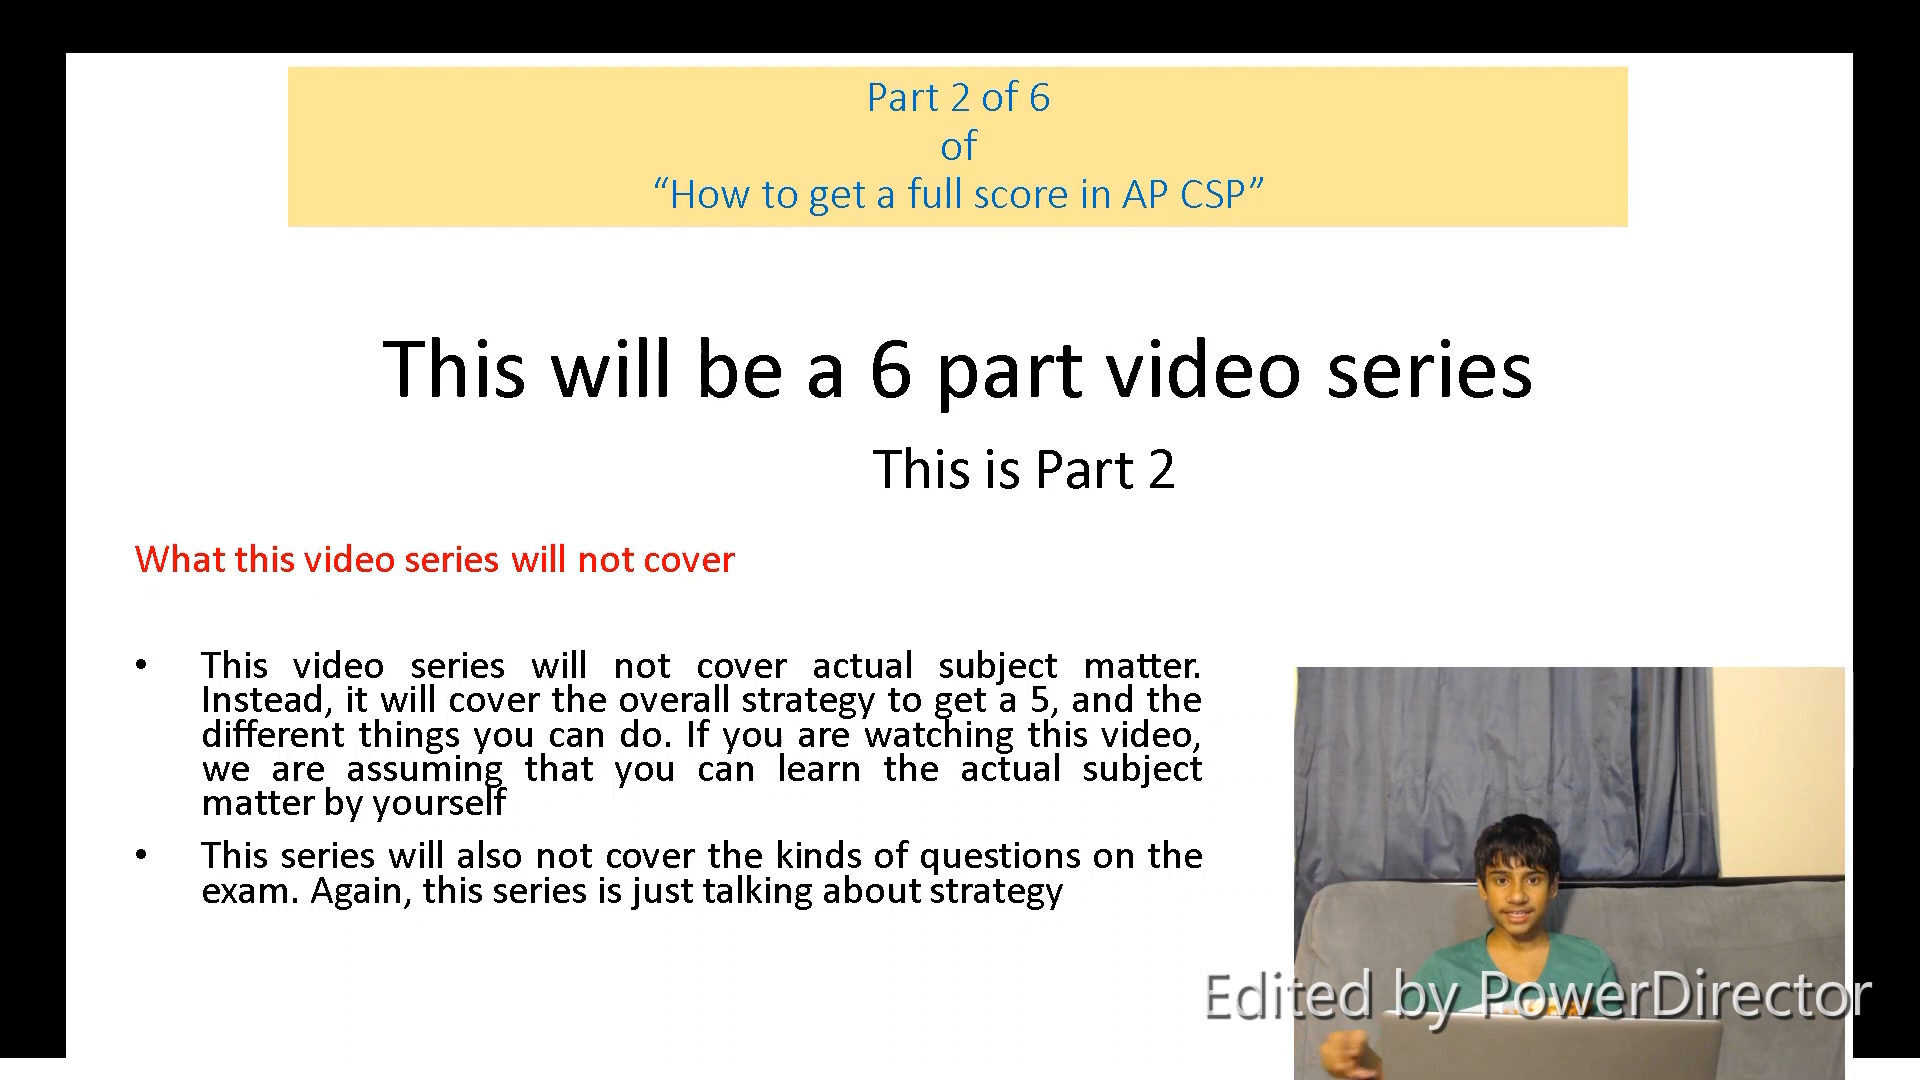 Part 2 of 6
of
“How to get a full score in AP CSP”
This will be a 6 part video series
This is Part 2
What this video series will not cover
• This video series will not cover actual subject matter.
Instead, it will cover the overall strategy to get a 5, and the
different things you can do. If you are watching this video,
we are assuming that you can learn the actual subject
matter by yourself
• This series will also not cover the kinds of questions on the
exam. Again, this series is just talking about strategy
Edited by PowerDirector